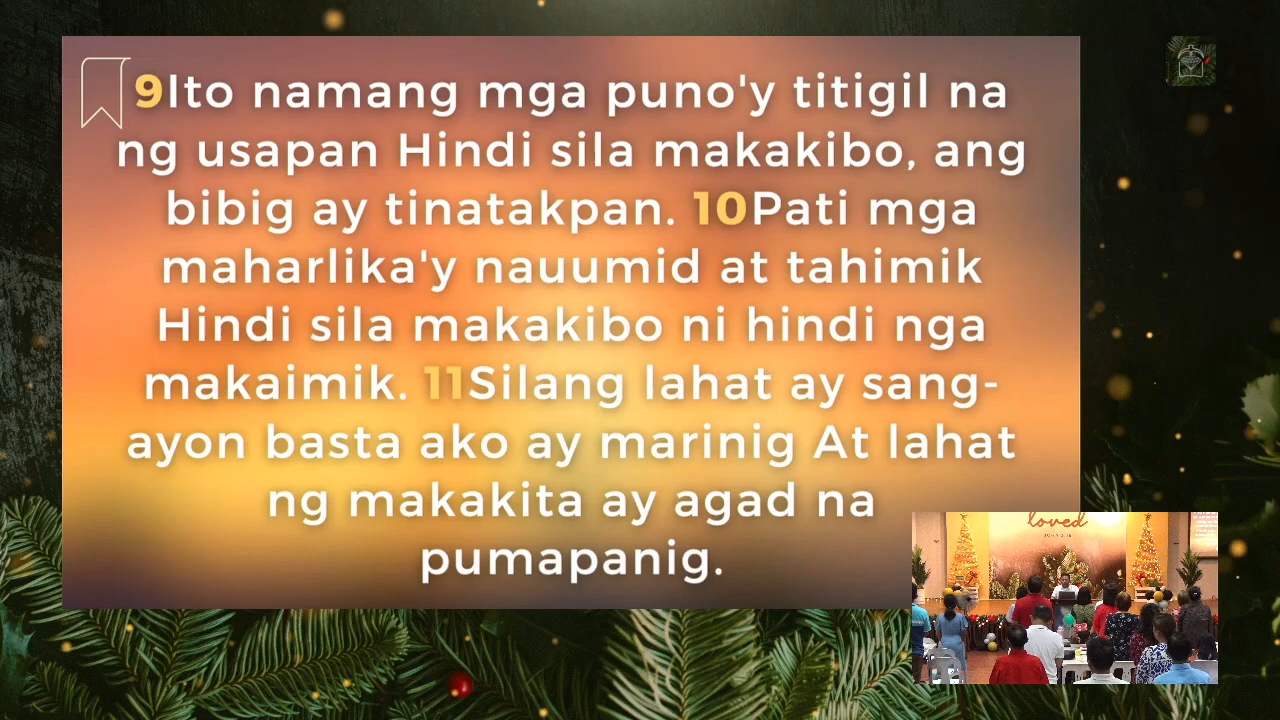 9Ito namang mga puno'y titigil na
ng usapan Hindi sila makakibo, ang
bibig ay tinatakpan. 10Pati mga
maharlika'y nauumid at tahimik
Hindi sila makakibo ni hindi nga
makaimik. 11Silang lahat ay sang-
ayon basta ako ay marinig At lahat
ng makakita ay agad na
pumapanig.
loved